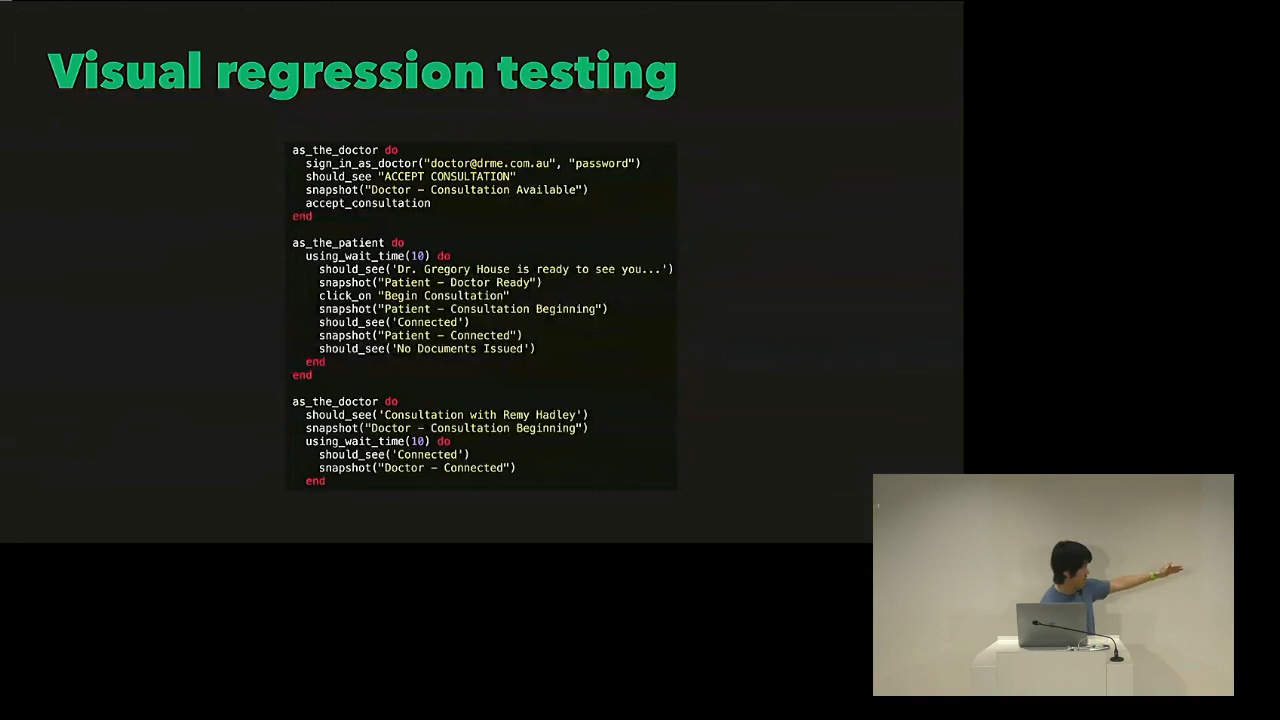 Visual regression testing
as_the_doctor do
sign_in_as_doctor("doctor@drme.com.au", "password")
should_see "ACCEPT CONSULTATION"
snapshot("Doctor – Consultation Available")
accept_consultation
end
as_the_patient do
using_wait_time(10) do
should_see('Dr. Gregory House is ready to see you...')
snapshot("Patient – Doctor Ready")
click_on "Begin Consultation"
snapshot("Patient – Consultation Beginning")
should_see('Connected')
snapshot("Patient – Connected")
should_see('No Documents Issued')
end
end
as_the_doctor do
should_see('Consultation with Remy Hadley')
snapshot("Doctor – Consultation Beginning")
using_wait_time(10) do
should_see('Connected')
snapshot("Doctor – Connected")
end